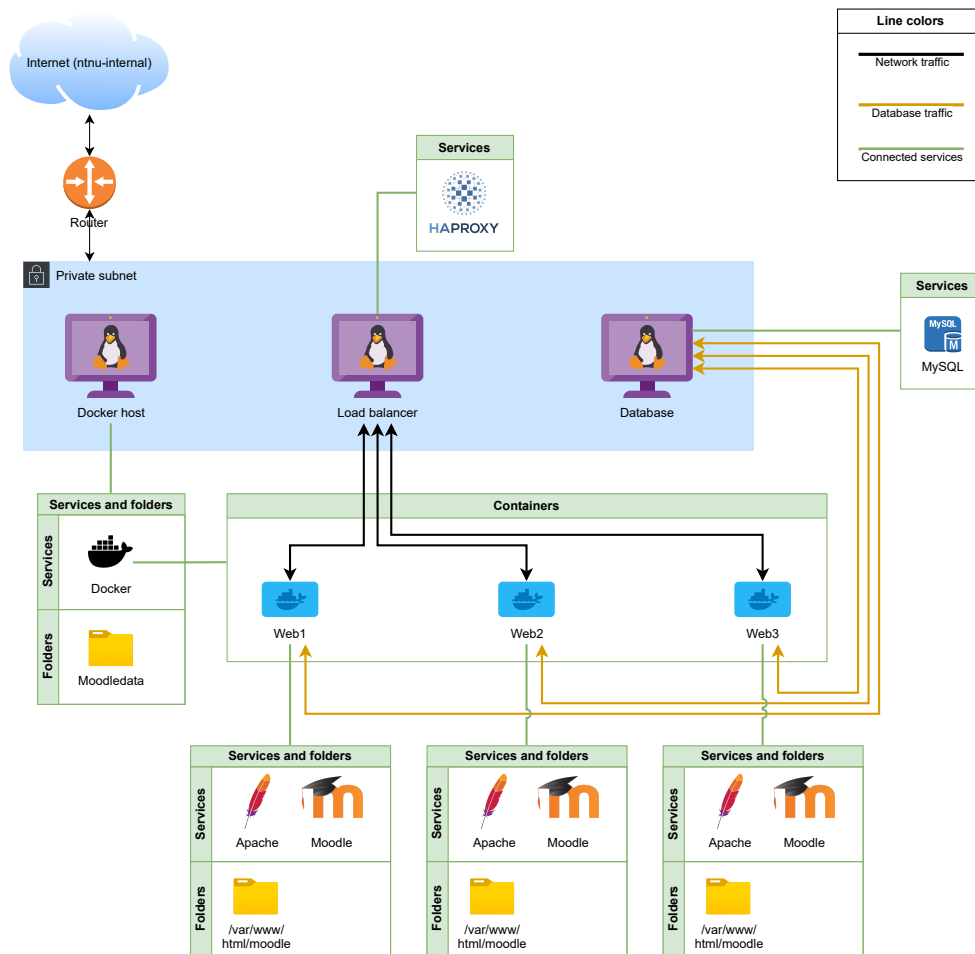 Line colors
Network traffic
Database traffic
Connected services
Internet (ntnu-internal)
Router
Services
HAPROXY
Private subnet
Docker host
Load balancer
Database
Services
MySQL
M
MySQL
Services and folders
Services
Docker
Folders
Moodledata
Containers
Web1
Web2
Web3
Services and folders
Services
Apache
m
Moodle
Folders
/var/www/
html/moodle
Services and folders
Services
Apache
m
Moodle
Folders
/var/www/
html/moodle
Services and folders
Services
Apache
m
Moodle
Folders
/var/www/
html/moodle